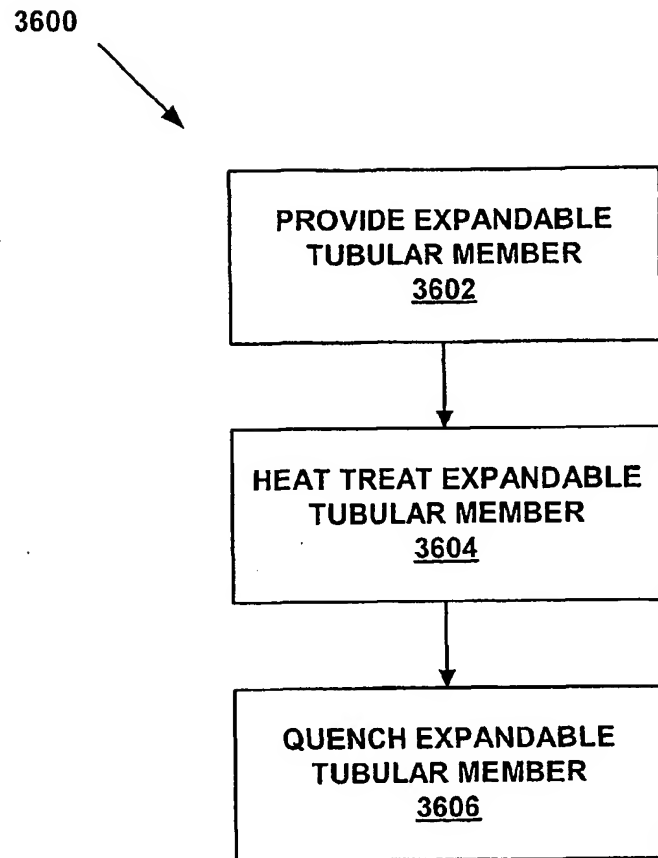 3600
PROVIDE EXPANDABLE
TUBULAR MEMBER
3602
HEAT TREAT EXPANDABLE
TUBULAR MEMBER
3604
QUENCH EXPANDABLE
TUBULAR MEMBER
3606